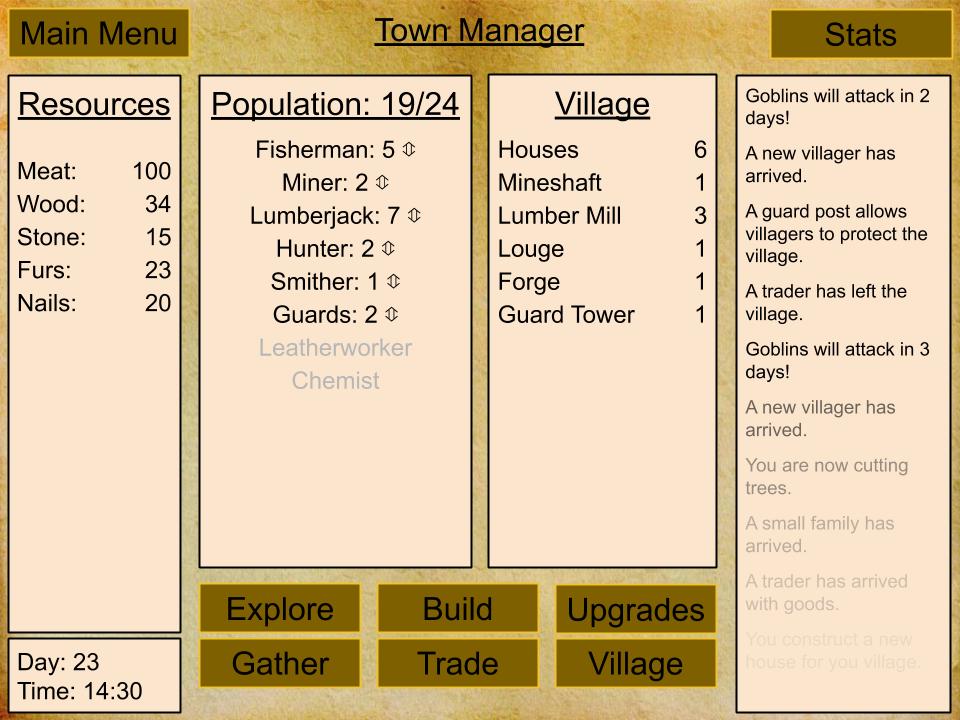 Main Menu
Town Manager
Stats
Resources
Meat: 100
Wood: 34
Stone: 15
Furs: 23
Nails: 20
Day: 23
Time: 14:30
Population: 19/24
Fisherman: 5
Miner: 2
Lumberjack: 7
Hunter: 2
Smither: 1
Guards: 2
Leatherworker
Chemist
Village
Houses 6
Mineshaft 1
Lumber Mill 3
Louge 1
Forge 1
Guard Tower 1
Explore
Build
Upgrades
Gather
Trade
Village
Goblins will attack in 2
days!
A new villager has
arrived.
A guard post allows
villagers to protect the
village.
A trader has left the
village.
Goblins will attack in 3
days!
A new villager has
arrived.
You are now cutting
trees.
A small family has
arrived.
A trader has arrived
with goods.
You construct a new
house for you village.